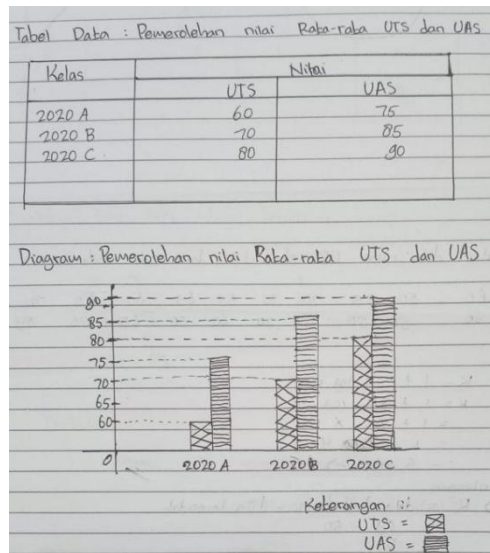 Tabel Data : Pemerolehan nilai Rata-rata UTS dan UAS
Kelas Nilai
UTS UAS
2020 A 60 75
2020 B 70 85
2020 C 80 90
Diagram : Pemerolehan nilai Rata-rata UTS dan UAS
90
85
80
75
70
65
60
0 2020 A 2020 B 2020 C
Keterangan :
UTS =
UAS =